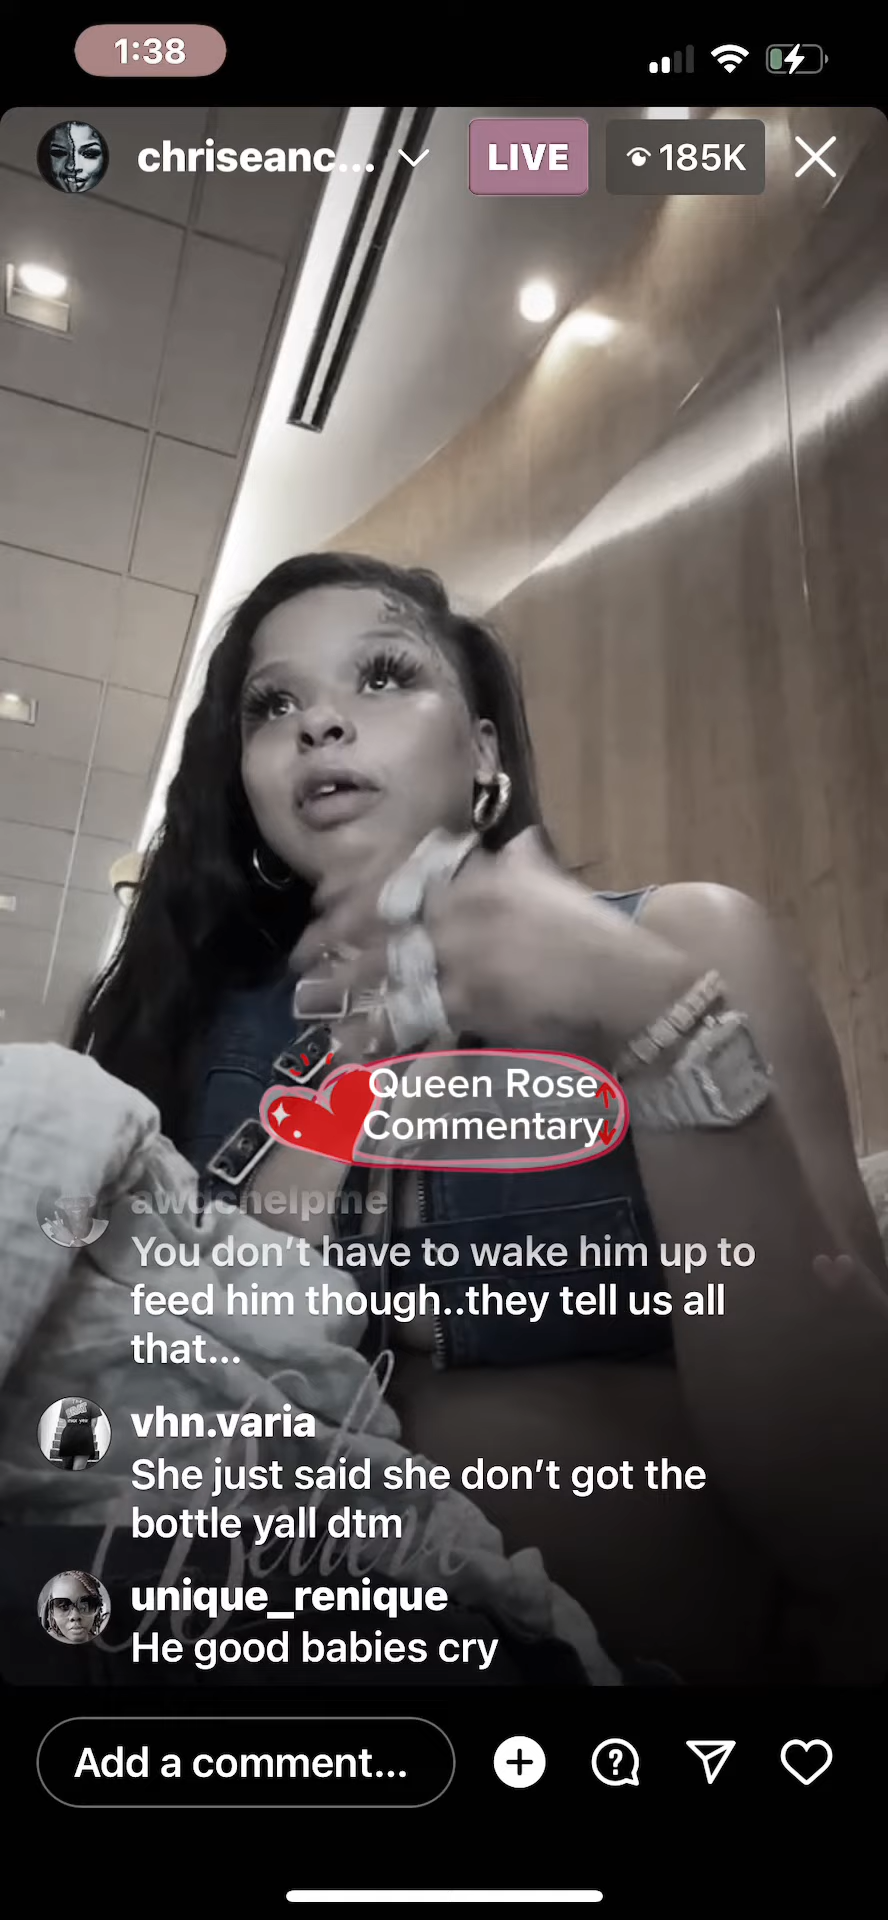 1:38
chriseanc...
LIVE
185K
Queen Rose
Commentary
awdchelpme
You don't have to wake him up to
feed him though..they tell us all
that...
vhn.varia
She just said she don't got the
bottle yall dtm
unique_renique
He good babies cry
Believe
Add a comment...